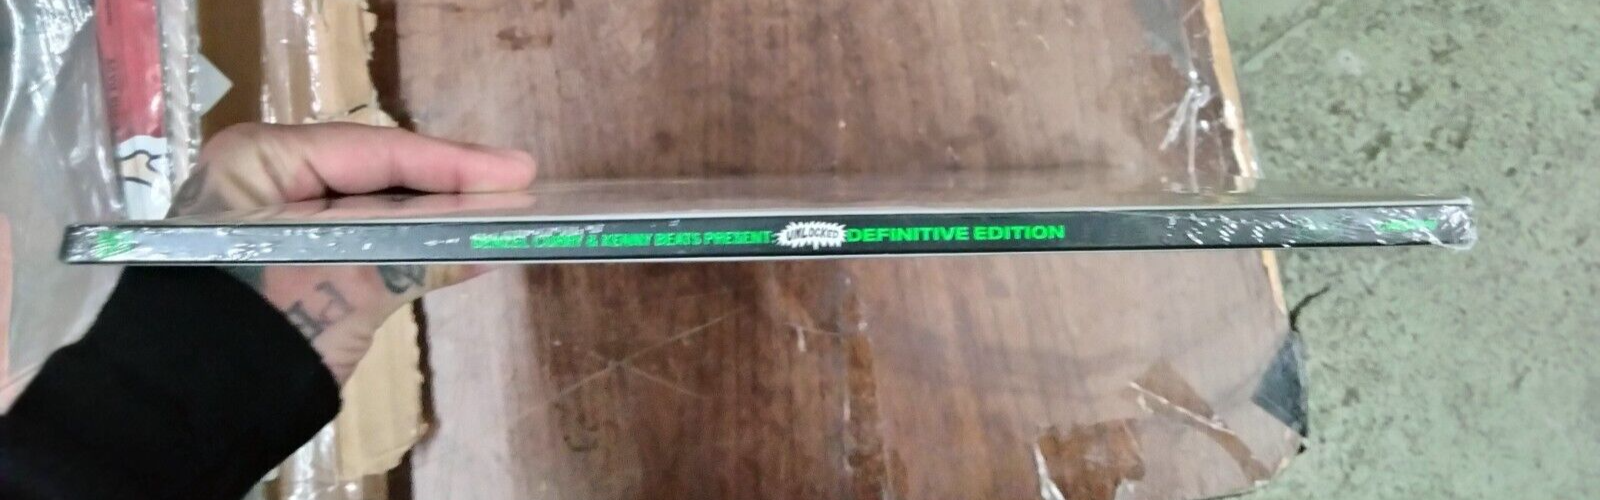 DENZEL CURRY & KENNY BEATS PRESENT: UNLOCKED DEFINITIVE EDITION